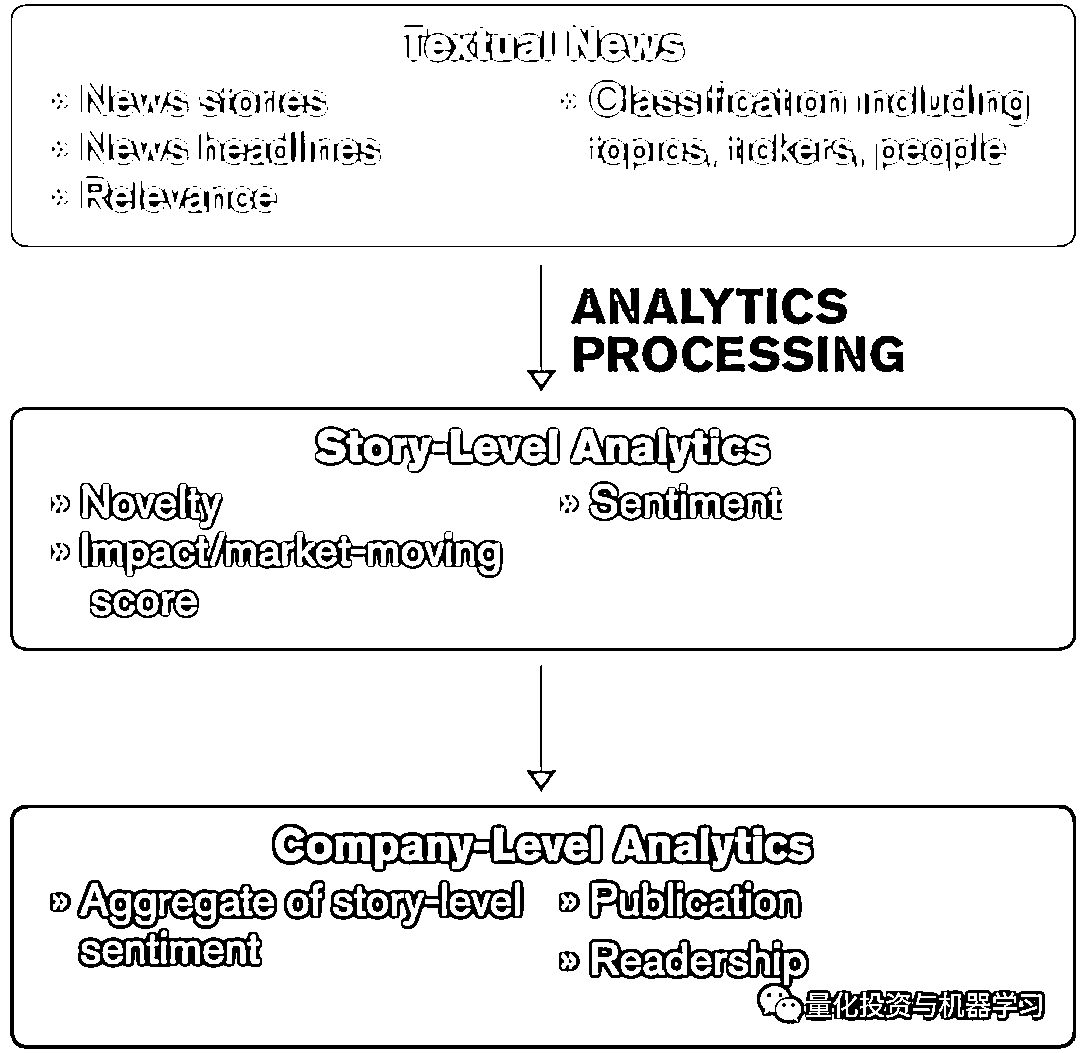 Textual News
» News stories
» News headlines
» Relevance
» Classification including
topics, tickers, people
ANALYTICS
PROCESSING
Story-Level Analytics
» Novelty
» Impact/market-moving
score
» Sentiment
Company-Level Analytics
» Aggregate of story-level
sentiment
» Publication
» Readership
量化投资与机器学习